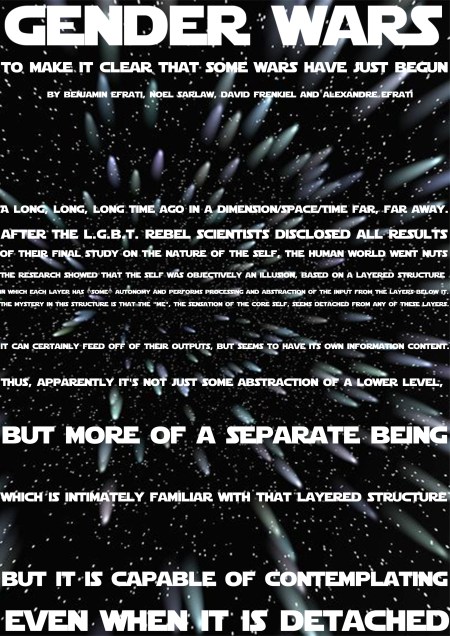 GENDER WARS
TO MAKE IT CLEAR THAT SOME WARS HAVE JUST BEGUN
BY BENJAMIN EFRATI, NOEL SARLAW, DAVID FRENKIEL AND ALEXANDRE EFRATI
A LONG, LONG, LONG TIME AGO IN A DIMENSION/SPACE/TIME FAR, FAR AWAY.
AFTER THE L.G.B.T. REBEL SCIENTISTS DISCLOSED ALL RESULTS
OF THEIR FINAL STUDY ON THE NATURE OF THE SELF, THE HUMAN WORLD WENT NUTS
THE RESEARCH SHOWED THAT THE SELF WAS OBJECTIVELY AN ILLUSION, BASED ON A LAYERED STRUCTURE
IN WHICH EACH LAYER HAS *SOME* AUTONOMY AND PERFORMS PROCESSING AND ABSTRACTION OF THE INPUT FROM THE LAYERS BELOW IT.
THE MYSTERY IN THIS STRUCTURE IS THAT THE "ME", THE SENSATION OF THE CORE SELF, SEEMS DETACHED FROM ANY OF THESE LAYERS.
IT CAN CERTAINLY FEED OFF OF THEIR OUTPUTS, BUT SEEMS TO HAVE ITS OWN INFORMATION CONTENT.
THUS, APPARENTLY IT'S NOT JUST SOME ABSTRACTION OF A LOWER LEVEL,
BUT MORE OF A SEPARATE BEING
WHICH IS INTIMATELY FAMILIAR WITH THAT LAYERED STRUCTURE
BUT IT IS CAPABLE OF CONTEMPLATING
EVEN WHEN IT IS DETACHED